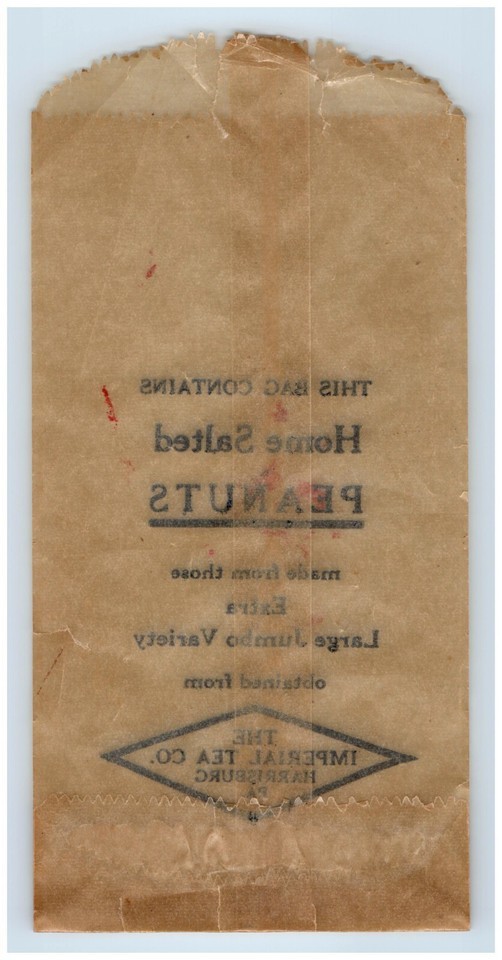 THIS BAG CONTAINS
Home Salted
PEANUTS
made from those
Extra
Large Jumbo Variety
obtained from
THE
IMPERIAL TEA CO.
HARRISBURG
PA